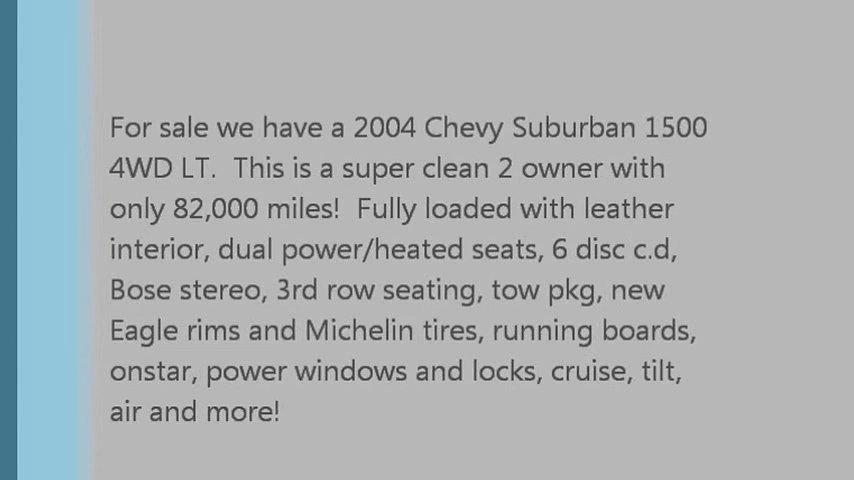 For sale we have a 2004 Chevy Suburban 1500
4WD LT.  This is a super clean 2 owner with
only 82,000 miles!  Fully loaded with leather
interior, dual power/heated seats, 6 disc c.d,
Bose stereo, 3rd row seating, tow pkg, new
Eagle rims and Michelin tires, running boards,
onstar, power windows and locks, cruise, tilt,
air and more!